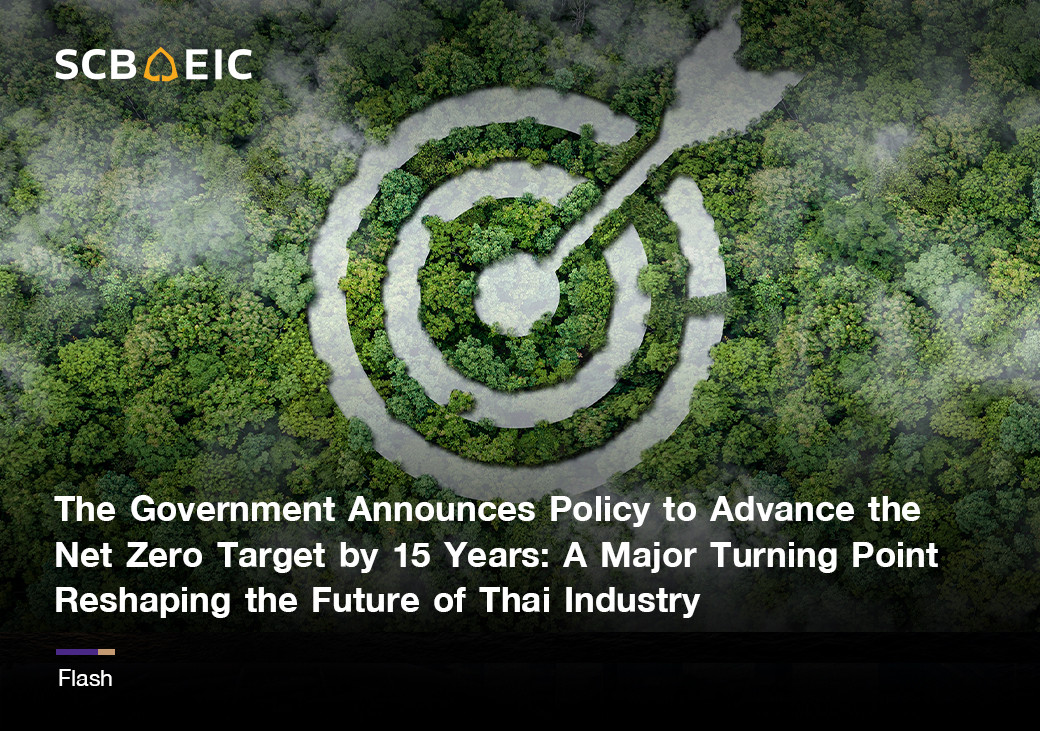 SCB EIC
The Government Announces Policy to Advance the
Net Zero Target by 15 Years: A Major Turning Point
Reshaping the Future of Thai Industry
Flash